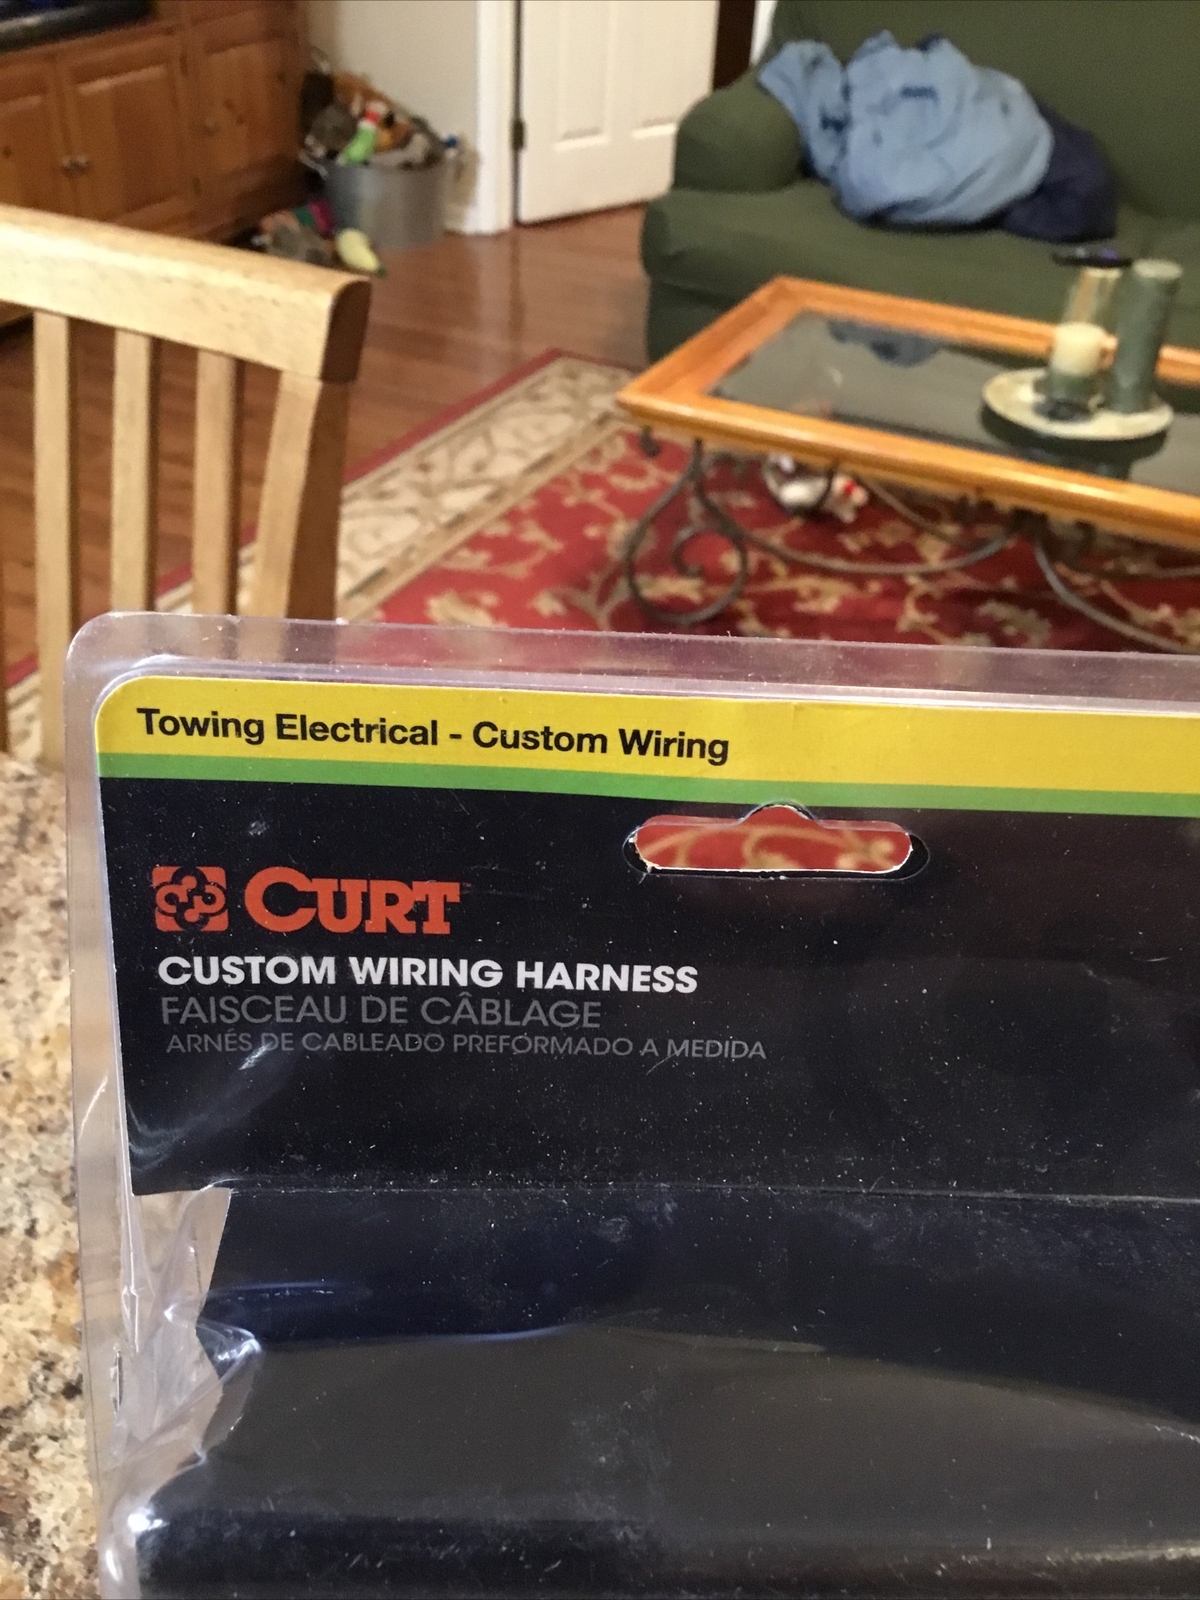 Towing Electrical - Custom Wiring
CURT
CUSTOM WIRING HARNESS
FAISCEAU DE CÂBLAGE
ARNÉS DE CABLEADO PREFORMADO A MEDIDA